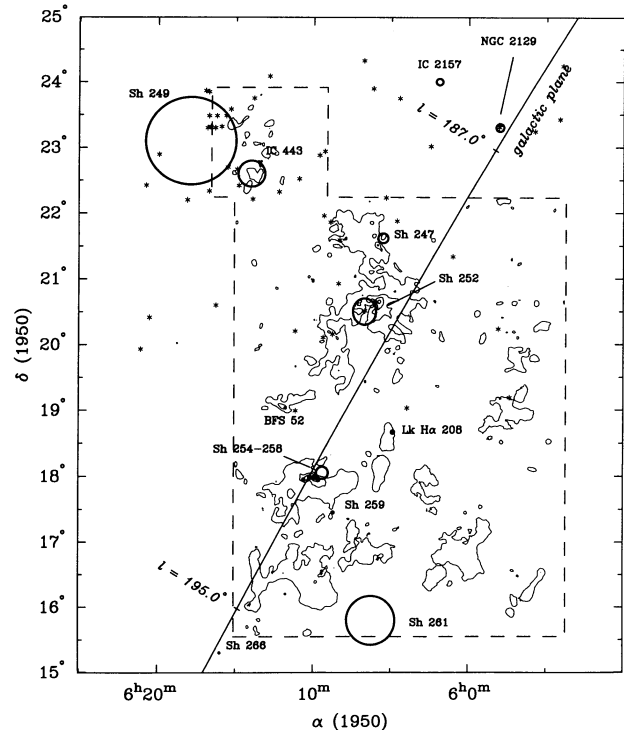 NGC 2129
IC 2157
25°
24°
23°
22°
21°
20°
19°
18°
17°
16°
15°
Sh 249
galactic plane
l = 187.0°
IC 443
Sh 247
Sh 252
δ (1950)
BFS 52
Lk Hα 208
Sh 254-258
Sh 259
l = 195.0°
Sh 261
Sh 266
6ʰ20ᵐ
10ᵐ
6ʰ0ᵐ
α (1950)